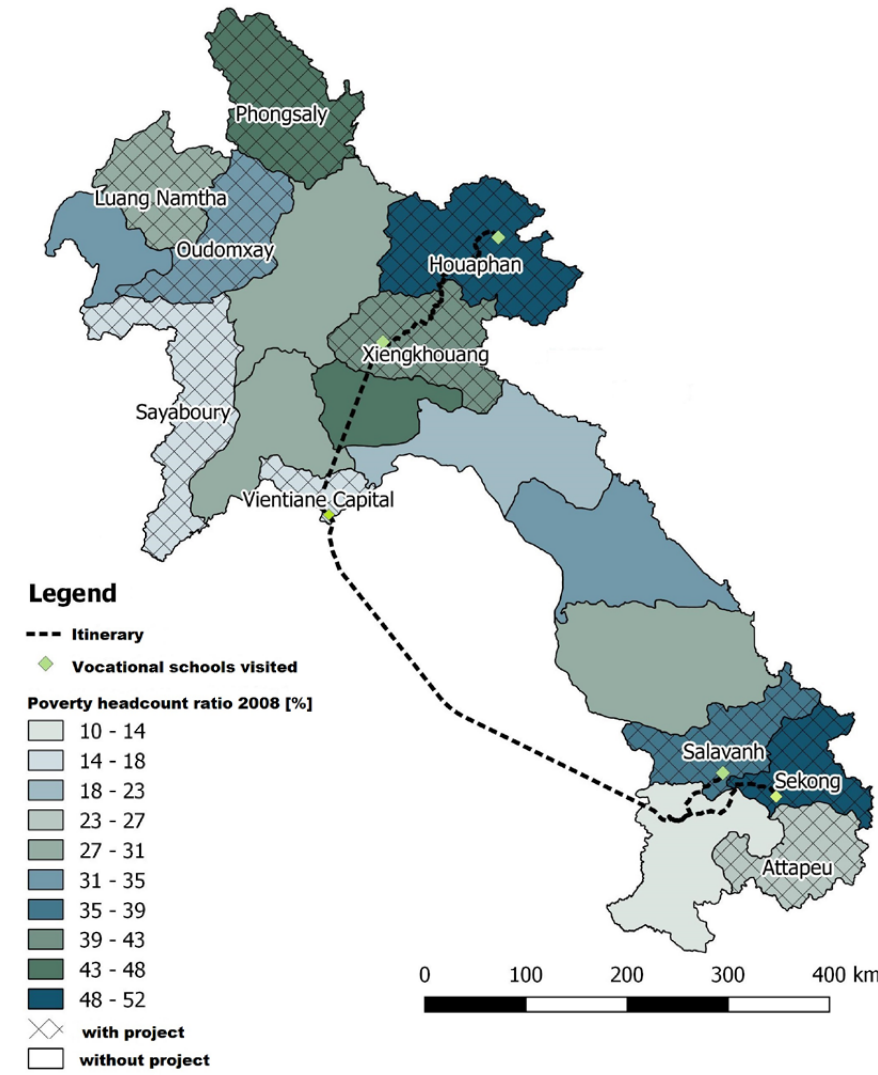 Phongsaly
Luang Namtha
Oudomxay
Houaphan
Xiengkhouang
Sayaboury
Vientiane Capital
Legend
Itinerary
Vocational schools visited
Poverty headcount ratio 2008 [%]
10 - 14
14 - 18
18 - 23
23 - 27
27 - 31
31 - 35
35 - 39
39 - 43
43 - 48
48 - 52
with project
without project
Salavanh
Sekong
Attapeu
0 100 200 300 400 km